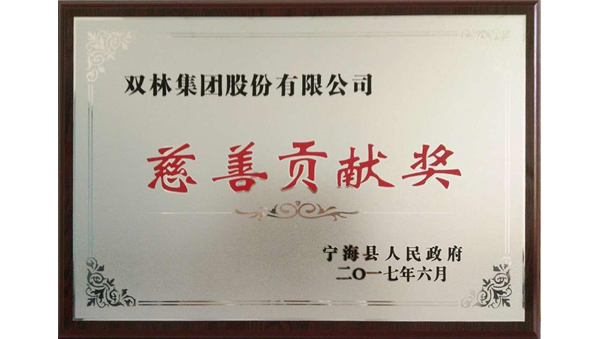 双林集团股份有限公司
慈善贡献奖
宁海县人民政府
二〇一七年六月